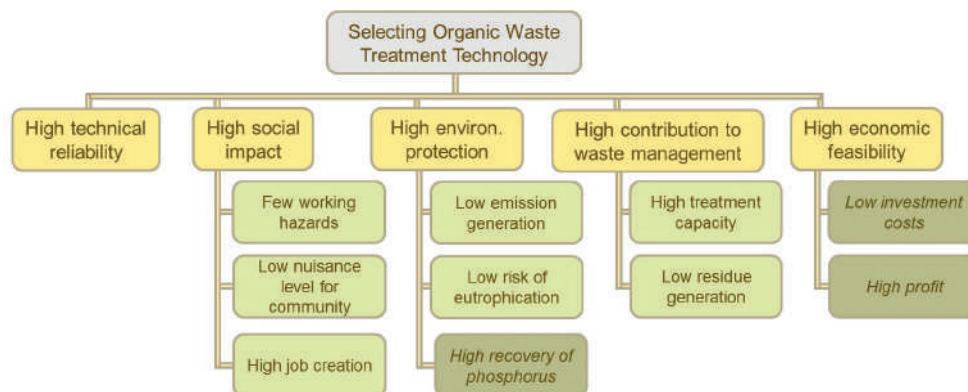 Selecting Organic Waste
Treatment Technology
High technical
reliability
High social
impact
High environ.
protection
High contribution to
waste management
High economic
feasibility
Few working
hazards
Low nuisance
level for
community
High job creation
Low emission
generation
Low risk of
eutrophication
High recovery of
phosphorus
High treatment
capacity
Low residue
generation
Low investment
costs
High profit